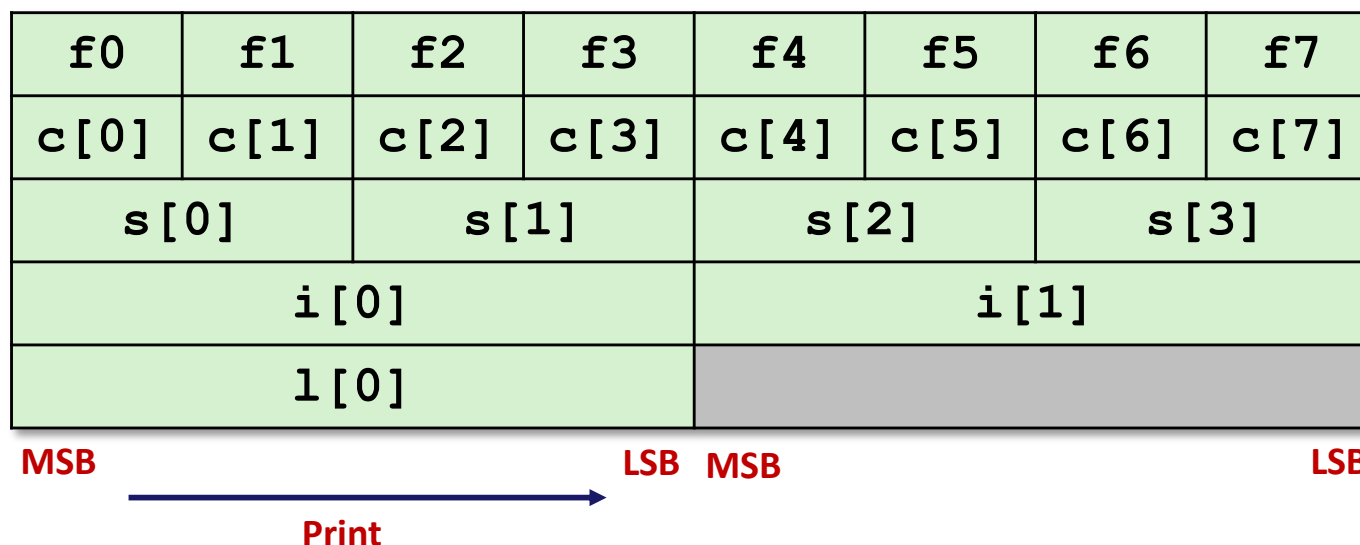 f0 f1 f2 f3 f4 f5 f6 f7
c[0] c[1] c[2] c[3] c[4] c[5] c[6] c[7]
s[0] s[1] s[2] s[3]
i[0] i[1]
l[0]
MSB LSB MSB LSB
Print